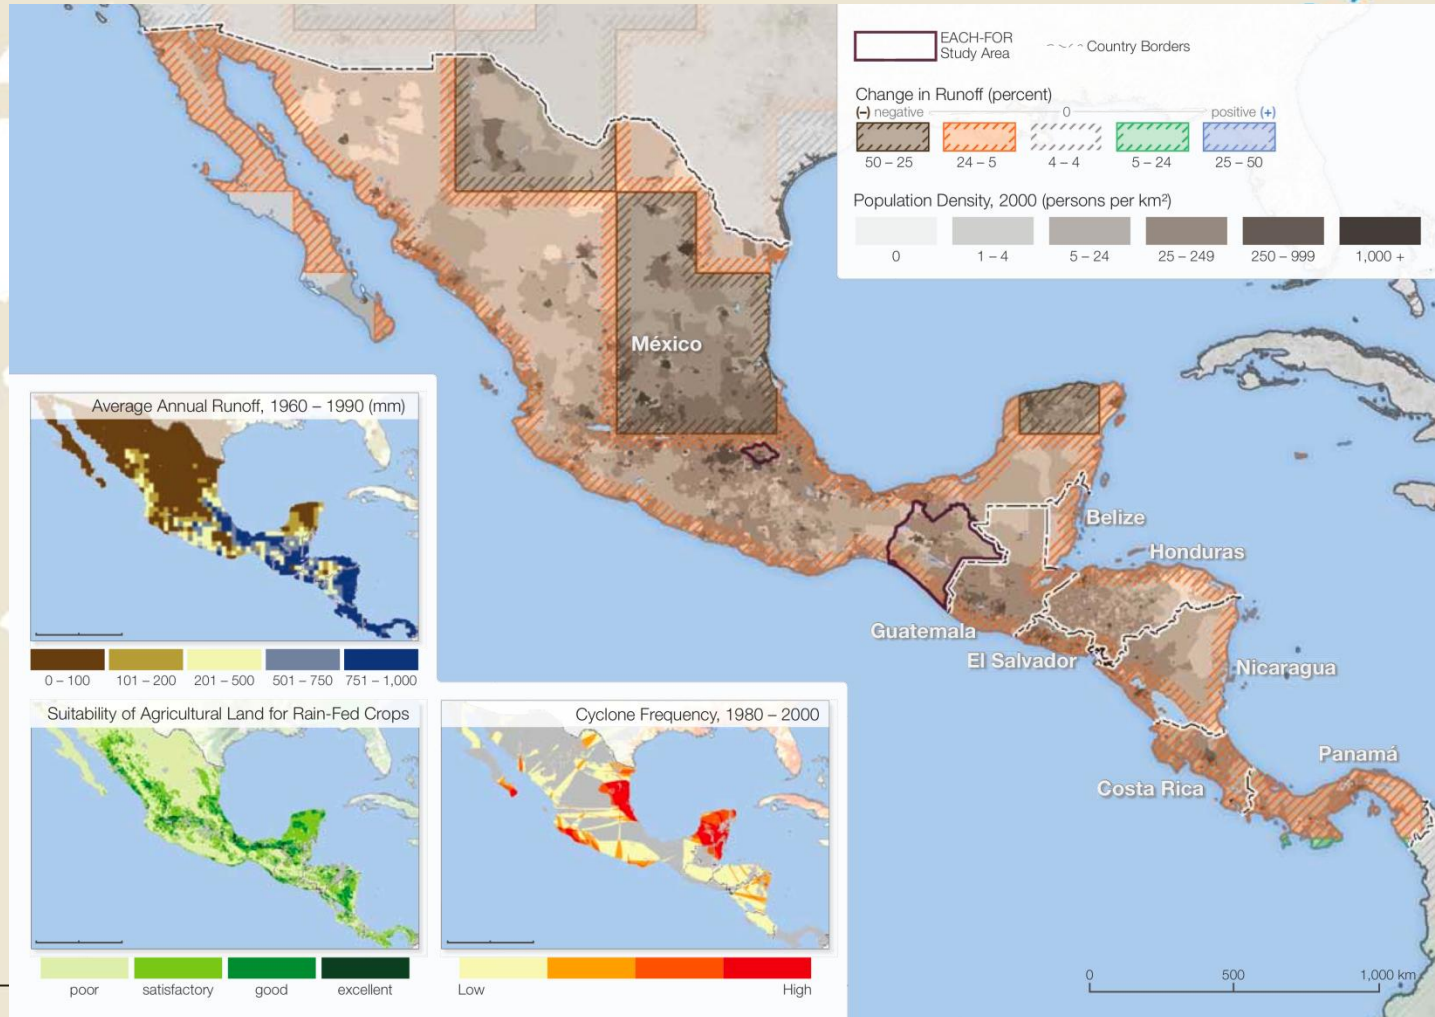 EACH-FOR
Study Area
Country Borders
Change in Runoff (percent)
(–) negative 0 positive (+)
50 – 25 24 – 5 4 – 4 5 – 24 25 – 50
Population Density, 2000 (persons per km²)
0 1 – 4 5 – 24 25 – 249 250 – 999 1,000 +
México
Belize
Honduras
Guatemala
El Salvador
Nicaragua
Costa Rica
Panamá
Average Annual Runoff, 1960 – 1990 (mm)
0 – 100 101 – 200 201 – 500 501 – 750 751 – 1,000
Suitability of Agricultural Land for Rain-Fed Crops
poor satisfactory good excellent
Cyclone Frequency, 1980 – 2000
Low High
0 500 1,000 km